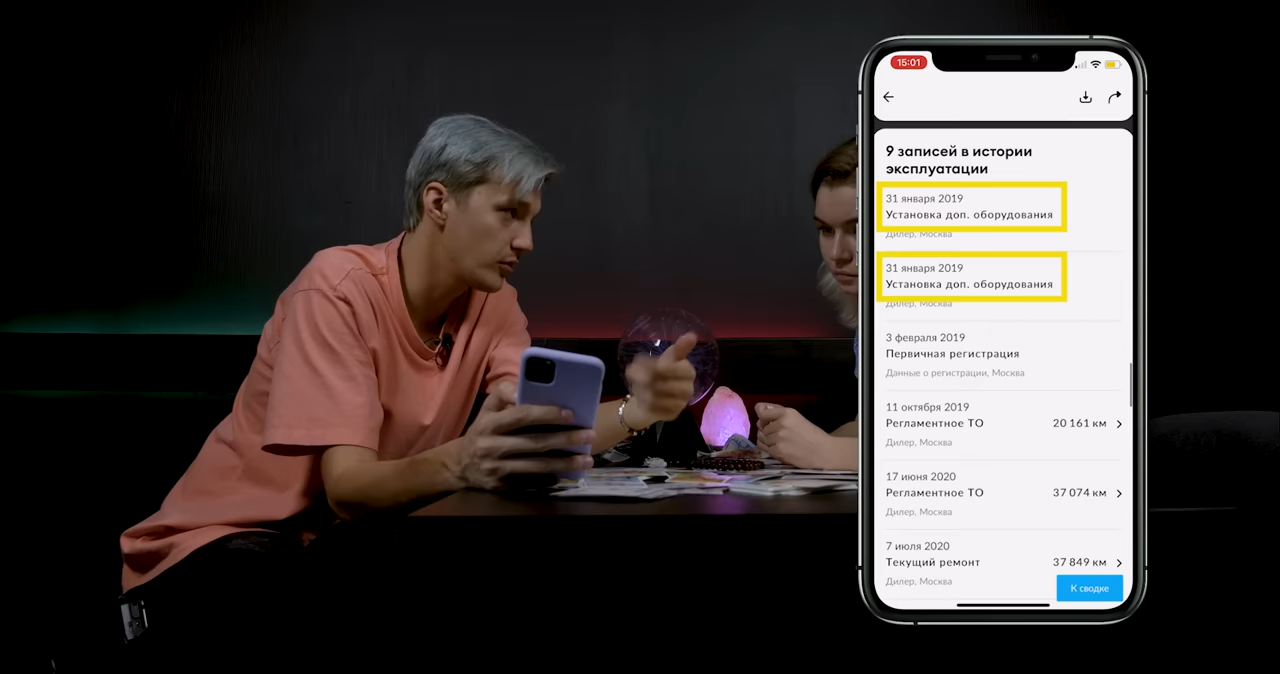 15:01
9 записей в истории
эксплуатации
31 января 2019
Установка доп. оборудования
Дилер, Москва
31 января 2019
Установка доп. оборудования
Дилер, Москва
3 февраля 2019
Первичная регистрация
Данные о регистрации, Москва
11 октября 2019
Регламентное ТО 20 161 км
Дилер, Москва
17 июня 2020
Регламентное ТО 37 074 км
Дилер, Москва
7 июля 2020
Текущий ремонт 37 849 км
Дилер, Москва
К сводке